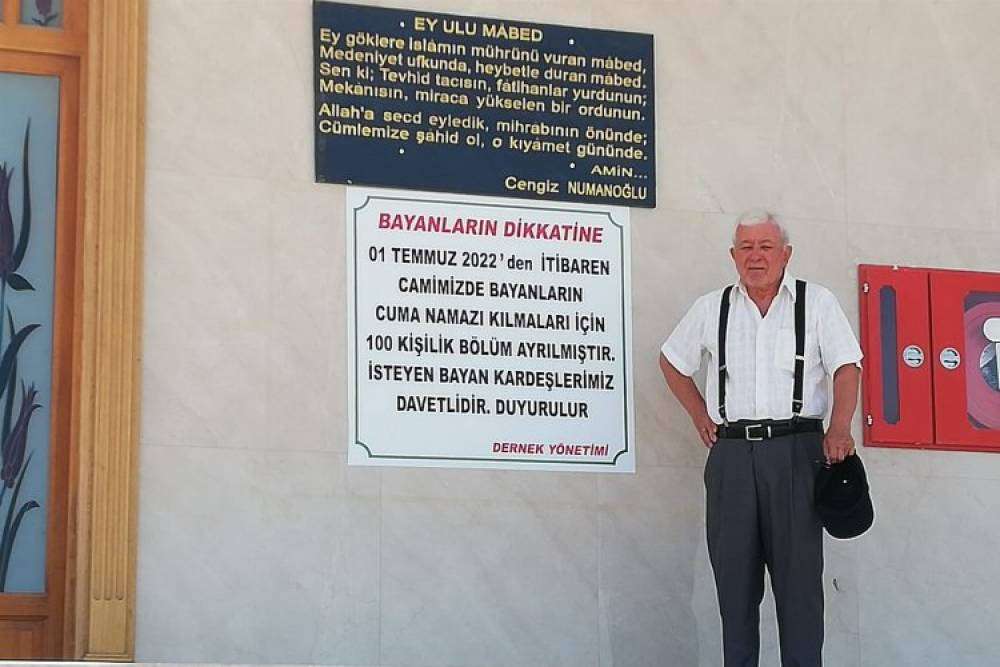 EY ULU MÂBED
Ey göklere islâmın mührünü vuran mâbed,
Medeniyet ufkunda, heybetle duran mâbed.
Sen ki; Tevhid tacısın, fâtihanlar yurdunun;
Mekânısın, miraca yükselen bir ordunun.
Allah'a secd eyledik, mihrâbının önünde;
Cümlemize şâhid ol, o kıyâmet gününde.
AMİN...
Cengiz NUMANOĞLU
BAYANLARIN DİKKATİNE
01 TEMMUZ 2022'den İTİBAREN
CAMİMİZDE BAYANLARIN
CUMA NAMAZI KILMALARI İÇİN
100 KİŞİLİK BÖLÜM AYRILMIŞTIR.
İSTEYEN BAYAN KARDEŞLERİMİZ
DAVETLİDİR. DUYURULUR
DERNEK YÖNETİMİ